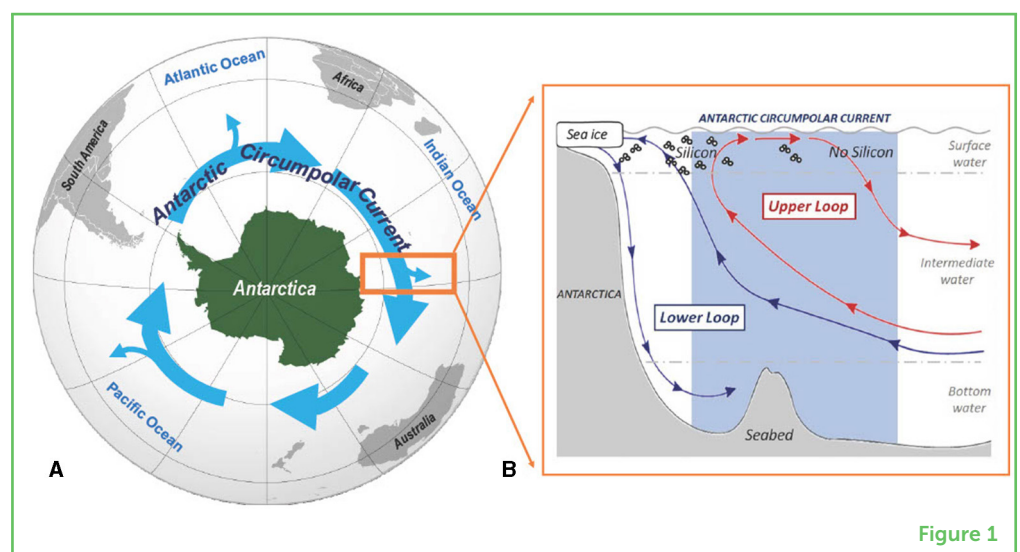 Atlantic Ocean
Africa
South America
Indian Ocean
Antarctic Circumpolar Current
Antarctica
Pacific Ocean
Australia
A
ANTARCTIC CIRCUMPOLAR CURRENT
Sea ice
Silicon
No Silicon
Surface
water
Upper Loop
Intermediate
water
ANTARCTICA
Lower Loop
Bottom
water
Seabed
B
Figure 1